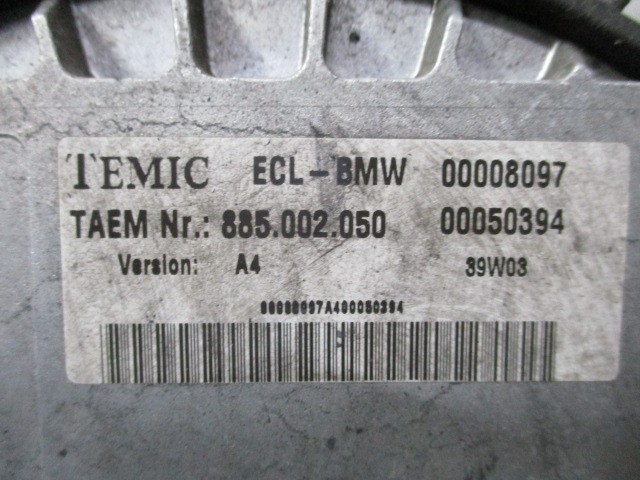 TEMIC ECL-BMW 00008097
TAEM Nr.: 885.002.050 00050394
Version: A4 39W03
00008097A400050394